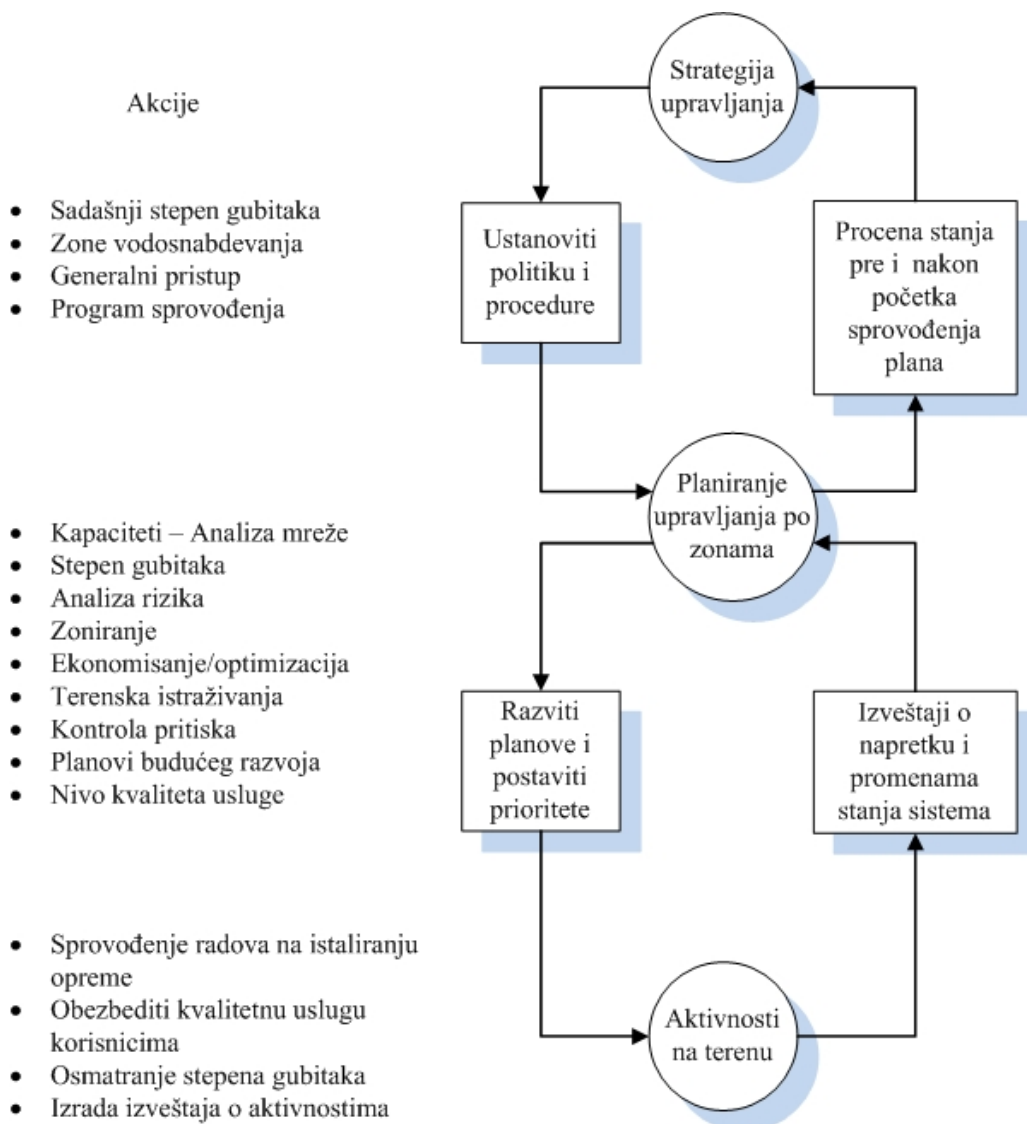 Akcije
• Sadašnji stepen gubitaka
• Zone vodosnabdevanja
• Generalni pristup
• Program sprovođenja
Strategija
upravljanja
Ustanoviti
politiku i
procedure
Procena stanja
pre i nakon
početka
sprovođenja
plana
• Kapaciteti – Analiza mreže
• Stepen gubitaka
• Analiza rizika
• Zoniranje
• Ekonomisanje/optimizacija
• Terenska istraživanja
• Kontrola pritiska
• Planovi budućeg razvoja
• Nivo kvaliteta usluge
Planiranje
upravljanja po
zonama
Razviti
planove i
postaviti
prioritete
Izveštaji o
napretku i
promenama
stanja sistema
• Sprovođenje radova na istaliranju
opreme
• Obezbediti kvalitetnu uslugu
korisnicima
• Osmatranje stepena gubitaka
• Izrada izveštaja o aktivnostima
Aktivnosti
na terenu